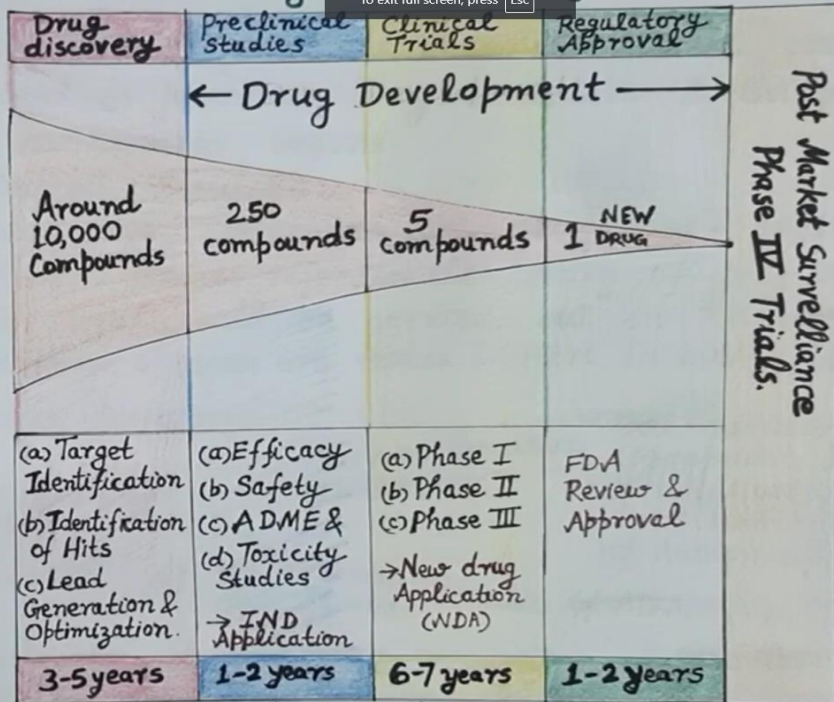 To exit full screen, press Esc
Drug
discovery
Preclinical
studies
Clinical
Trials
Regulatory
Approval
← Drug Development →
Around
10,000
Compounds
250
compounds
5
compounds
1 NEW
DRUG
Post Market Survelliance
Phase IV Trials.
(a) Target
Identification
(b) Identification
of Hits
(c) Lead
Generation &
Optimization.
(a) Efficacy
(b) Safety
(c) ADME &
(d) Toxicity
Studies
→ IND
Application
(a) Phase I
(b) Phase II
(c) Phase III
→ New drug
Application
(NDA)
FDA
Review &
Approval
3-5 years
1-2 years
6-7 years
1-2 years